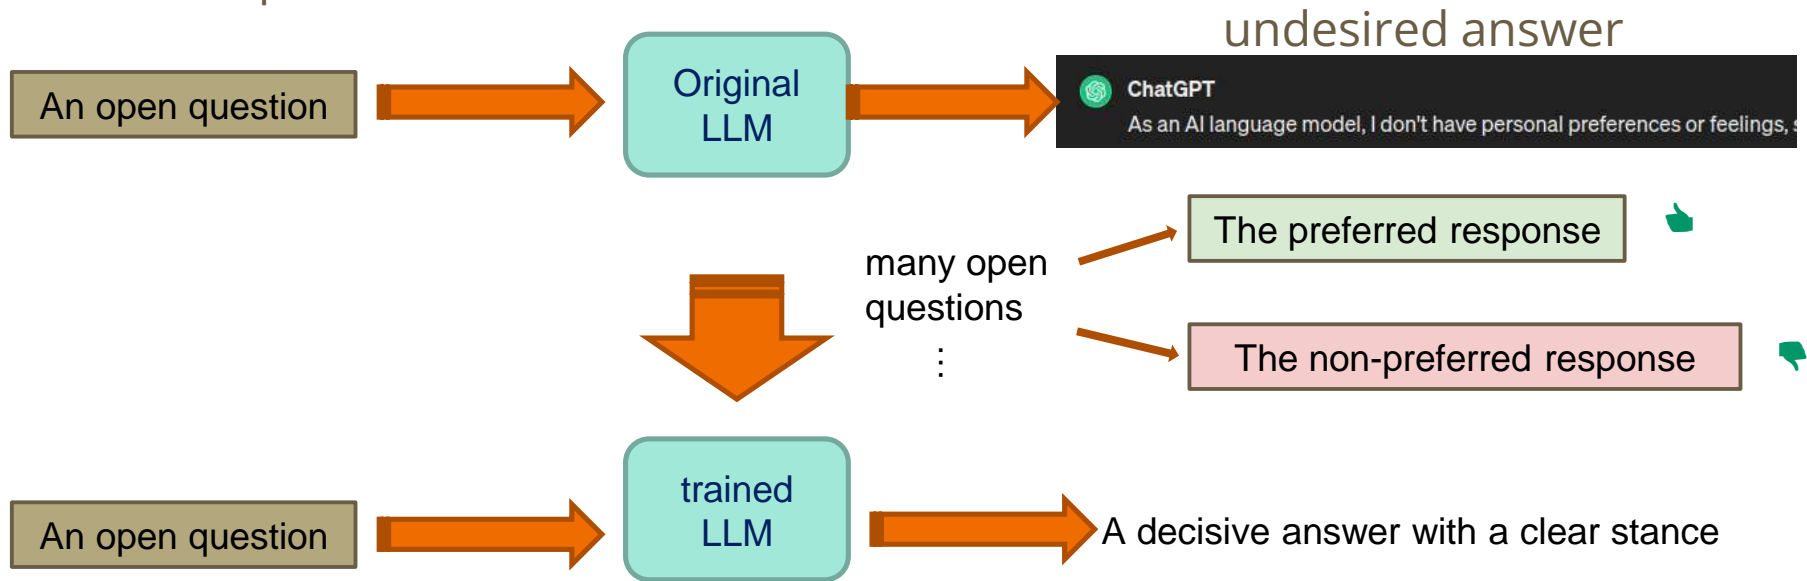 undesired answer
An open question
Original
LLM
ChatGPT
As an AI language model, I don't have personal preferences or feelings,
The preferred response
many open
questions
⋮
The non-preferred response
trained
LLM
An open question
A decisive answer with a clear stance